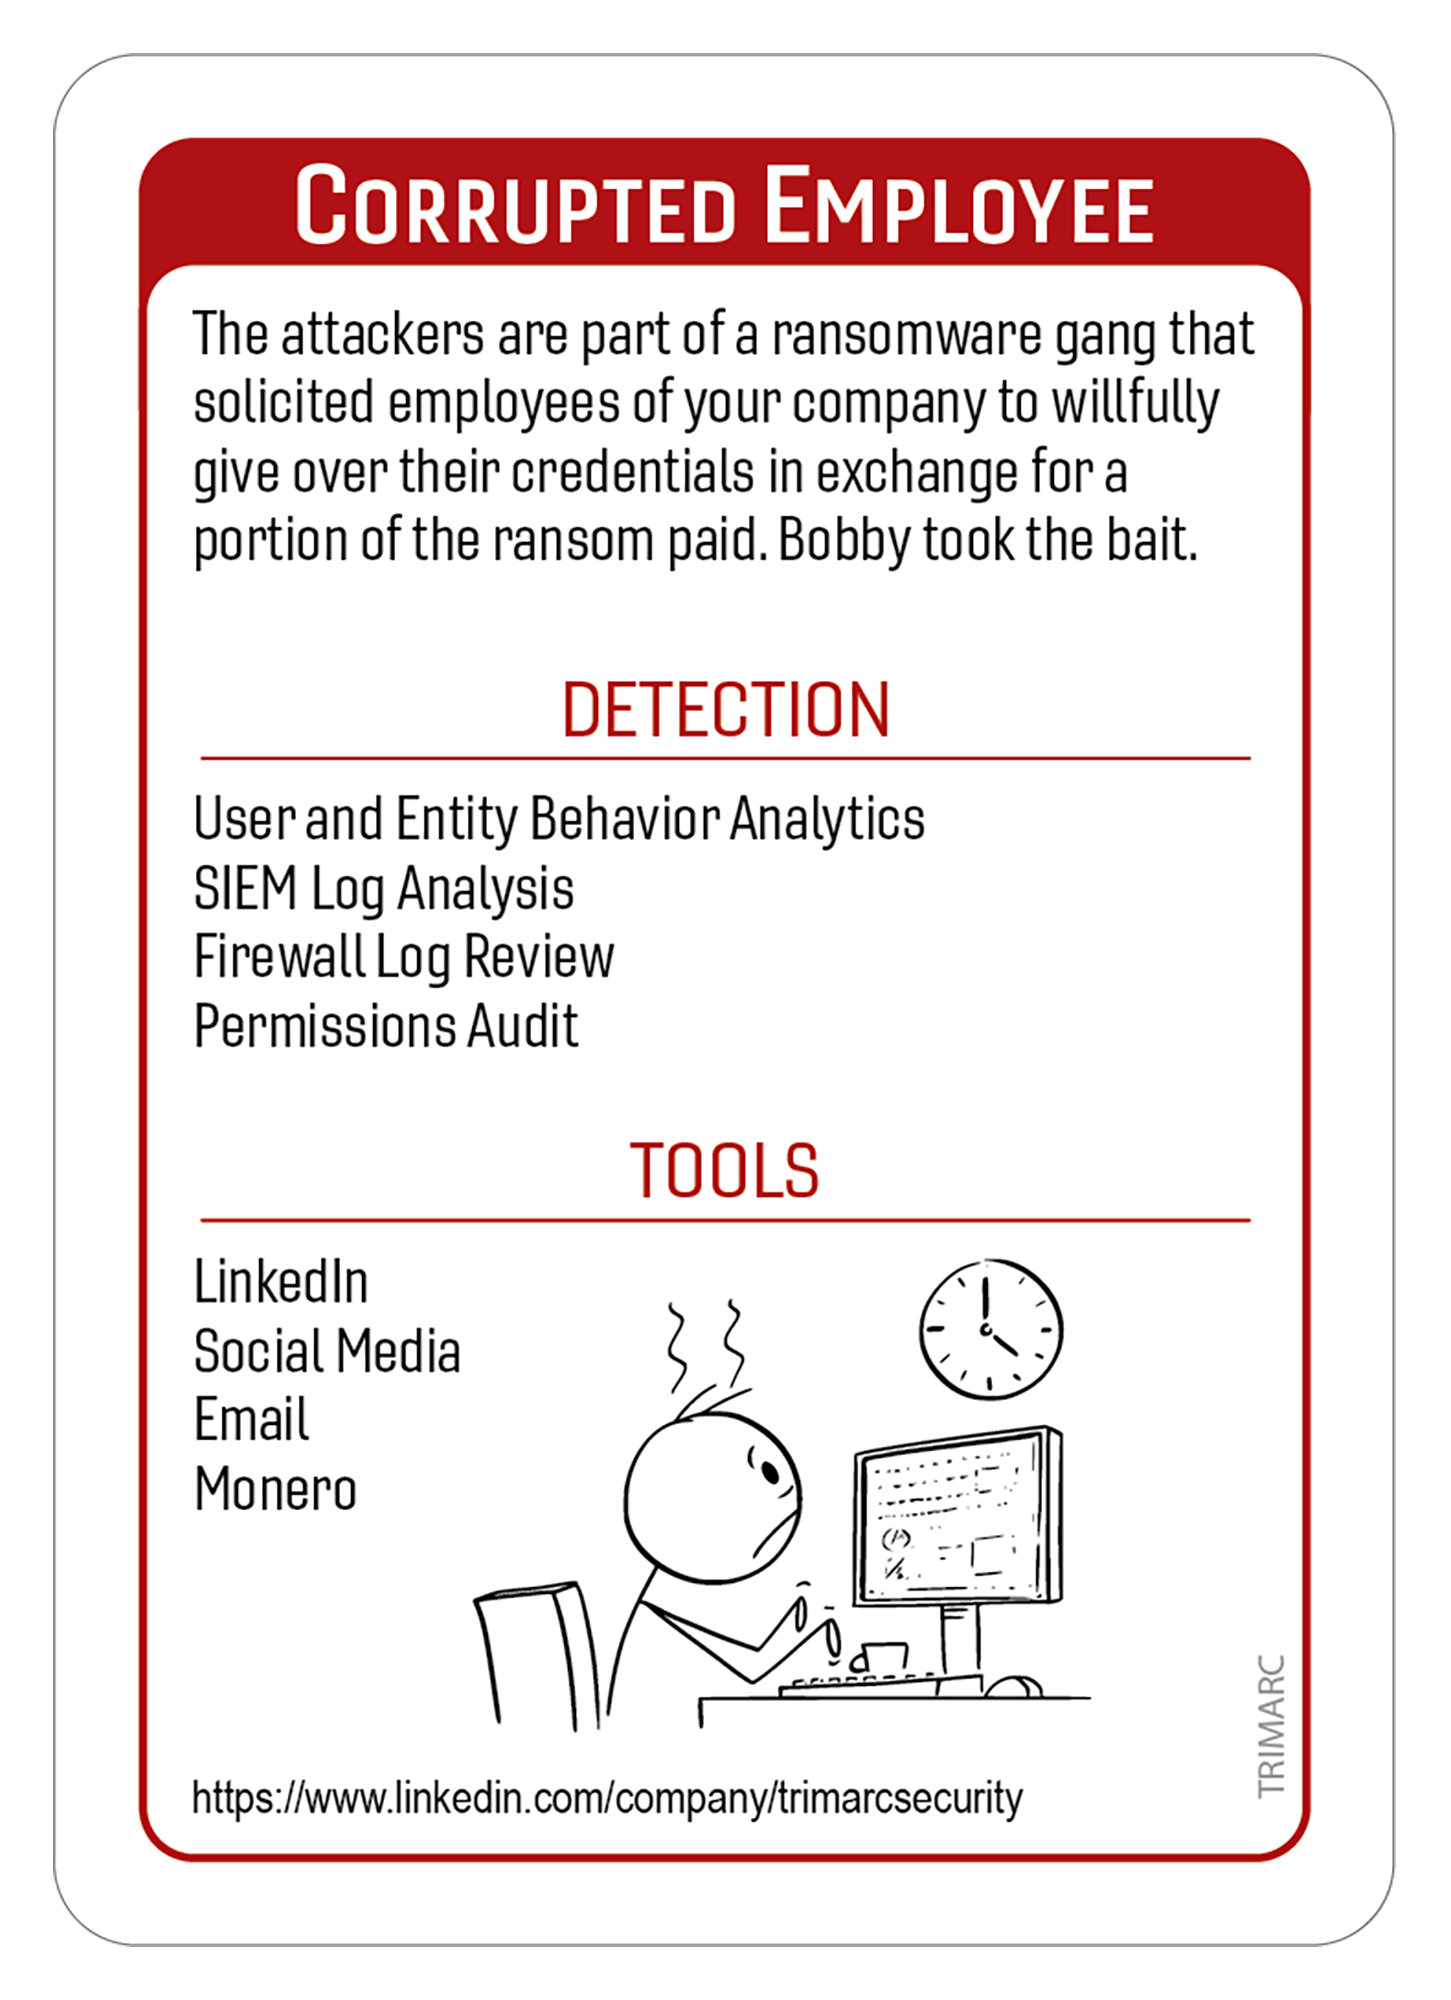 CORRUPTED EMPLOYEE
The attackers are part of a ransomware gang that
solicited employees of your company to willfully
give over their credentials in exchange for a
portion of the ransom paid. Bobby took the bait.
DETECTION
User and Entity Behavior Analytics
SIEM Log Analysis
Firewall Log Review
Permissions Audit
TOOLS
LinkedIn
Social Media
Email
Monero
https://www.linkedin.com/company/trimarcsecurity
TRIMARC